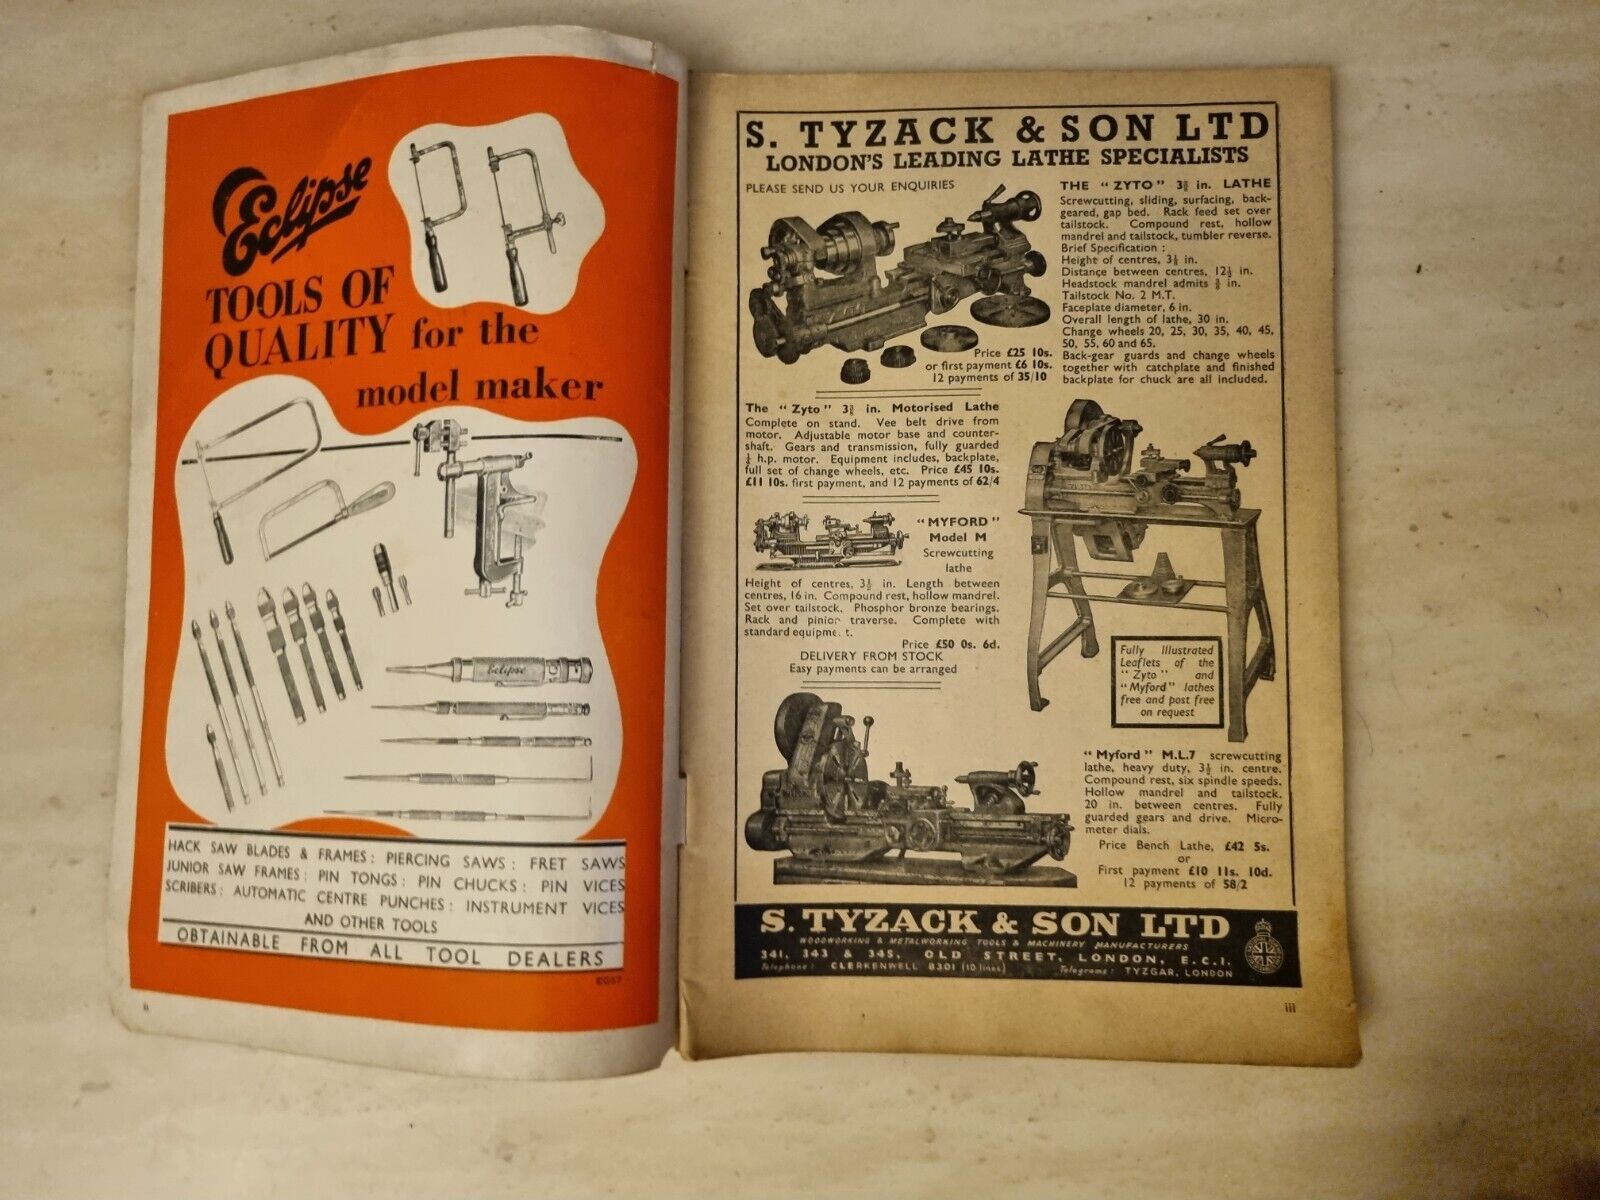 Eclipse
TOOLS OF
QUALITY for the
model maker
Eclipse
HACK SAW BLADES & FRAMES : PIERCING SAWS : FRET SAWS
JUNIOR SAW FRAMES : PIN TONGS : PIN CHUCKS : PIN VICES
SCRIBERS : AUTOMATIC CENTRE PUNCHES : INSTRUMENT VICES
AND OTHER TOOLS
OBTAINABLE FROM ALL TOOL DEALERS
ii
S. TYZACK & SON LTD
LONDON'S LEADING LATHE SPECIALISTS
PLEASE SEND US YOUR ENQUIRIES
THE "ZYTO" in. LATHE
Screwcutting, sliding, surfacing, back-
geared, gap bed. Rack feed set over
tailstock. Compound rest, hollow
mandrel and tailstock, tumbler reverse.
Brief Specification :
Height of centres, in.
Distance between centres, in.
Headstock mandrel admits in.
Tailstock No. 2 M.T.
Faceplate diameter, 6 in.
Overall length of lathe, 30 in.
Change wheels 20, 25, 30, 35, 40, 45,
50, 55, 60 and 65.
Back-gear guards and change wheels
together with catchplate and finished
backplate for chuck are all included.
Price £25 10s.
or first payment £6 10s.
12 payments of 35/10
The "Zyto" in. Motorised Lathe
Complete on stand. Vee belt drive from
motor. Adjustable motor base and counter-
shaft. Gears and transmission, fully guarded
h.p. motor. Equipment includes, backplate,
full set of change wheels, etc. Price £45 10s.
£11 10s. first payment, and 12 payments of 62/4
"MYFORD"
Model M
Screwcutting
lathe
Height of centres, 3½ in. Length between
centres, 16 in. Compound rest, hollow mandrel.
Set over tailstock. Phosphor bronze bearings.
Rack and pinion traverse. Complete with
standard equipme t.
Price £50 0s. 6d.
DELIVERY FROM STOCK
Easy payments can be arranged
Fully Illustrated
Leaflets of the
"Zyto" and
"Myford" lathes
free and post free
on request
"Myford" M.L.7 screwcutting
lathe, heavy duty, 3½ in. centre.
Compound rest, six spindle speeds.
Hollow mandrel and tailstock.
20 in. between centres. Fully
guarded gears and drive. Micro-
meter dials.
Price Bench Lathe, £42 5s.
or
First payment £10 11s. 10d.
12 payments of 58/2
S. TYZACK & SON LTD
WOODWORKING & METALWORKING TOOLS & MACHINERY MANUFACTURERS
341, 343 & 345, OLD STREET, LONDON, E.C.1.
Telephone : CLERKENWELL 8301 (10 lines) Telegrams : TYZGAR, LONDON
iii